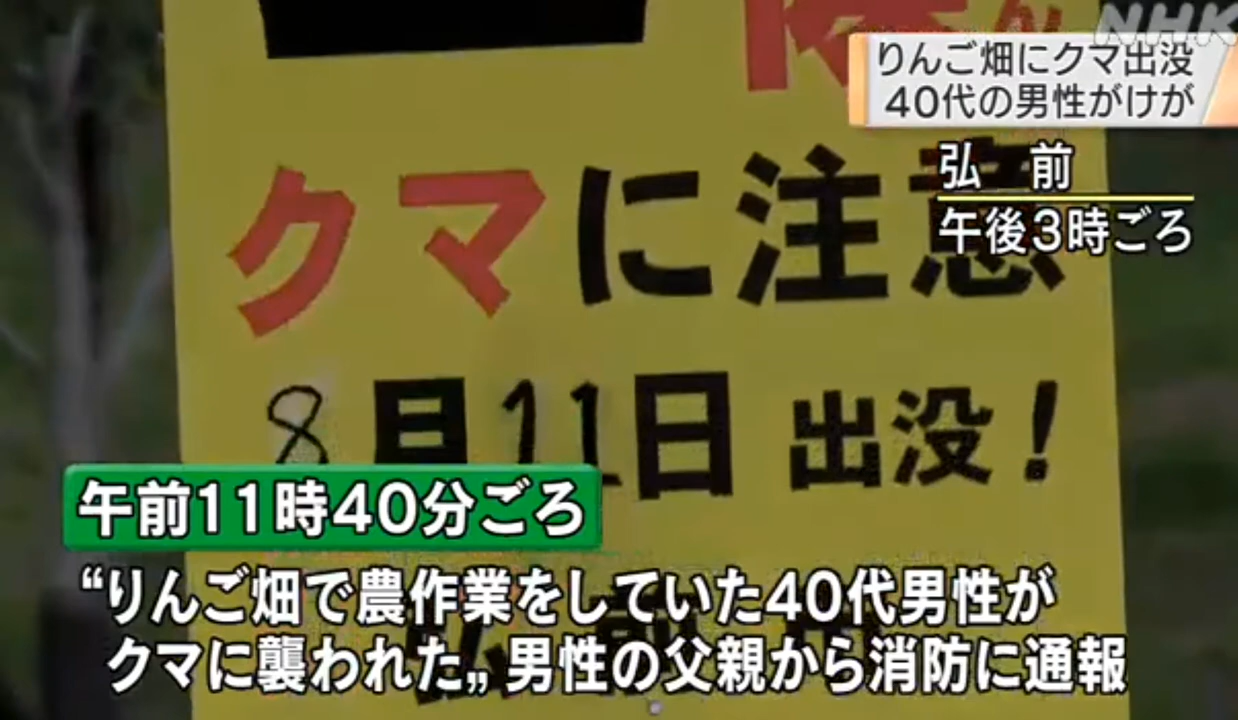 NHK
りんご畑にクマ出没
40代の男性がけが
弘 前
午後3時ごろ
クマに注意
8月11日 出没!
午前11時40分ごろ
“りんご畑で農作業をしていた40代男性が
クマに襲われた„ 男性の父親から消防に通報